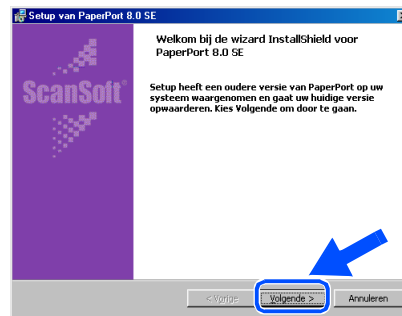 Setup van PaperPort 8.0 SE
Welkom bij de wizard InstallShield voor
PaperPort 8.0 SE
ScanSoft®
Setup heeft een oudere versie van PaperPort op uw
systeem waargenomen en gaat uw huidige versie
opwaarderen. Kies Volgende om door te gaan.
< Vorige
Volgende >
Annuleren